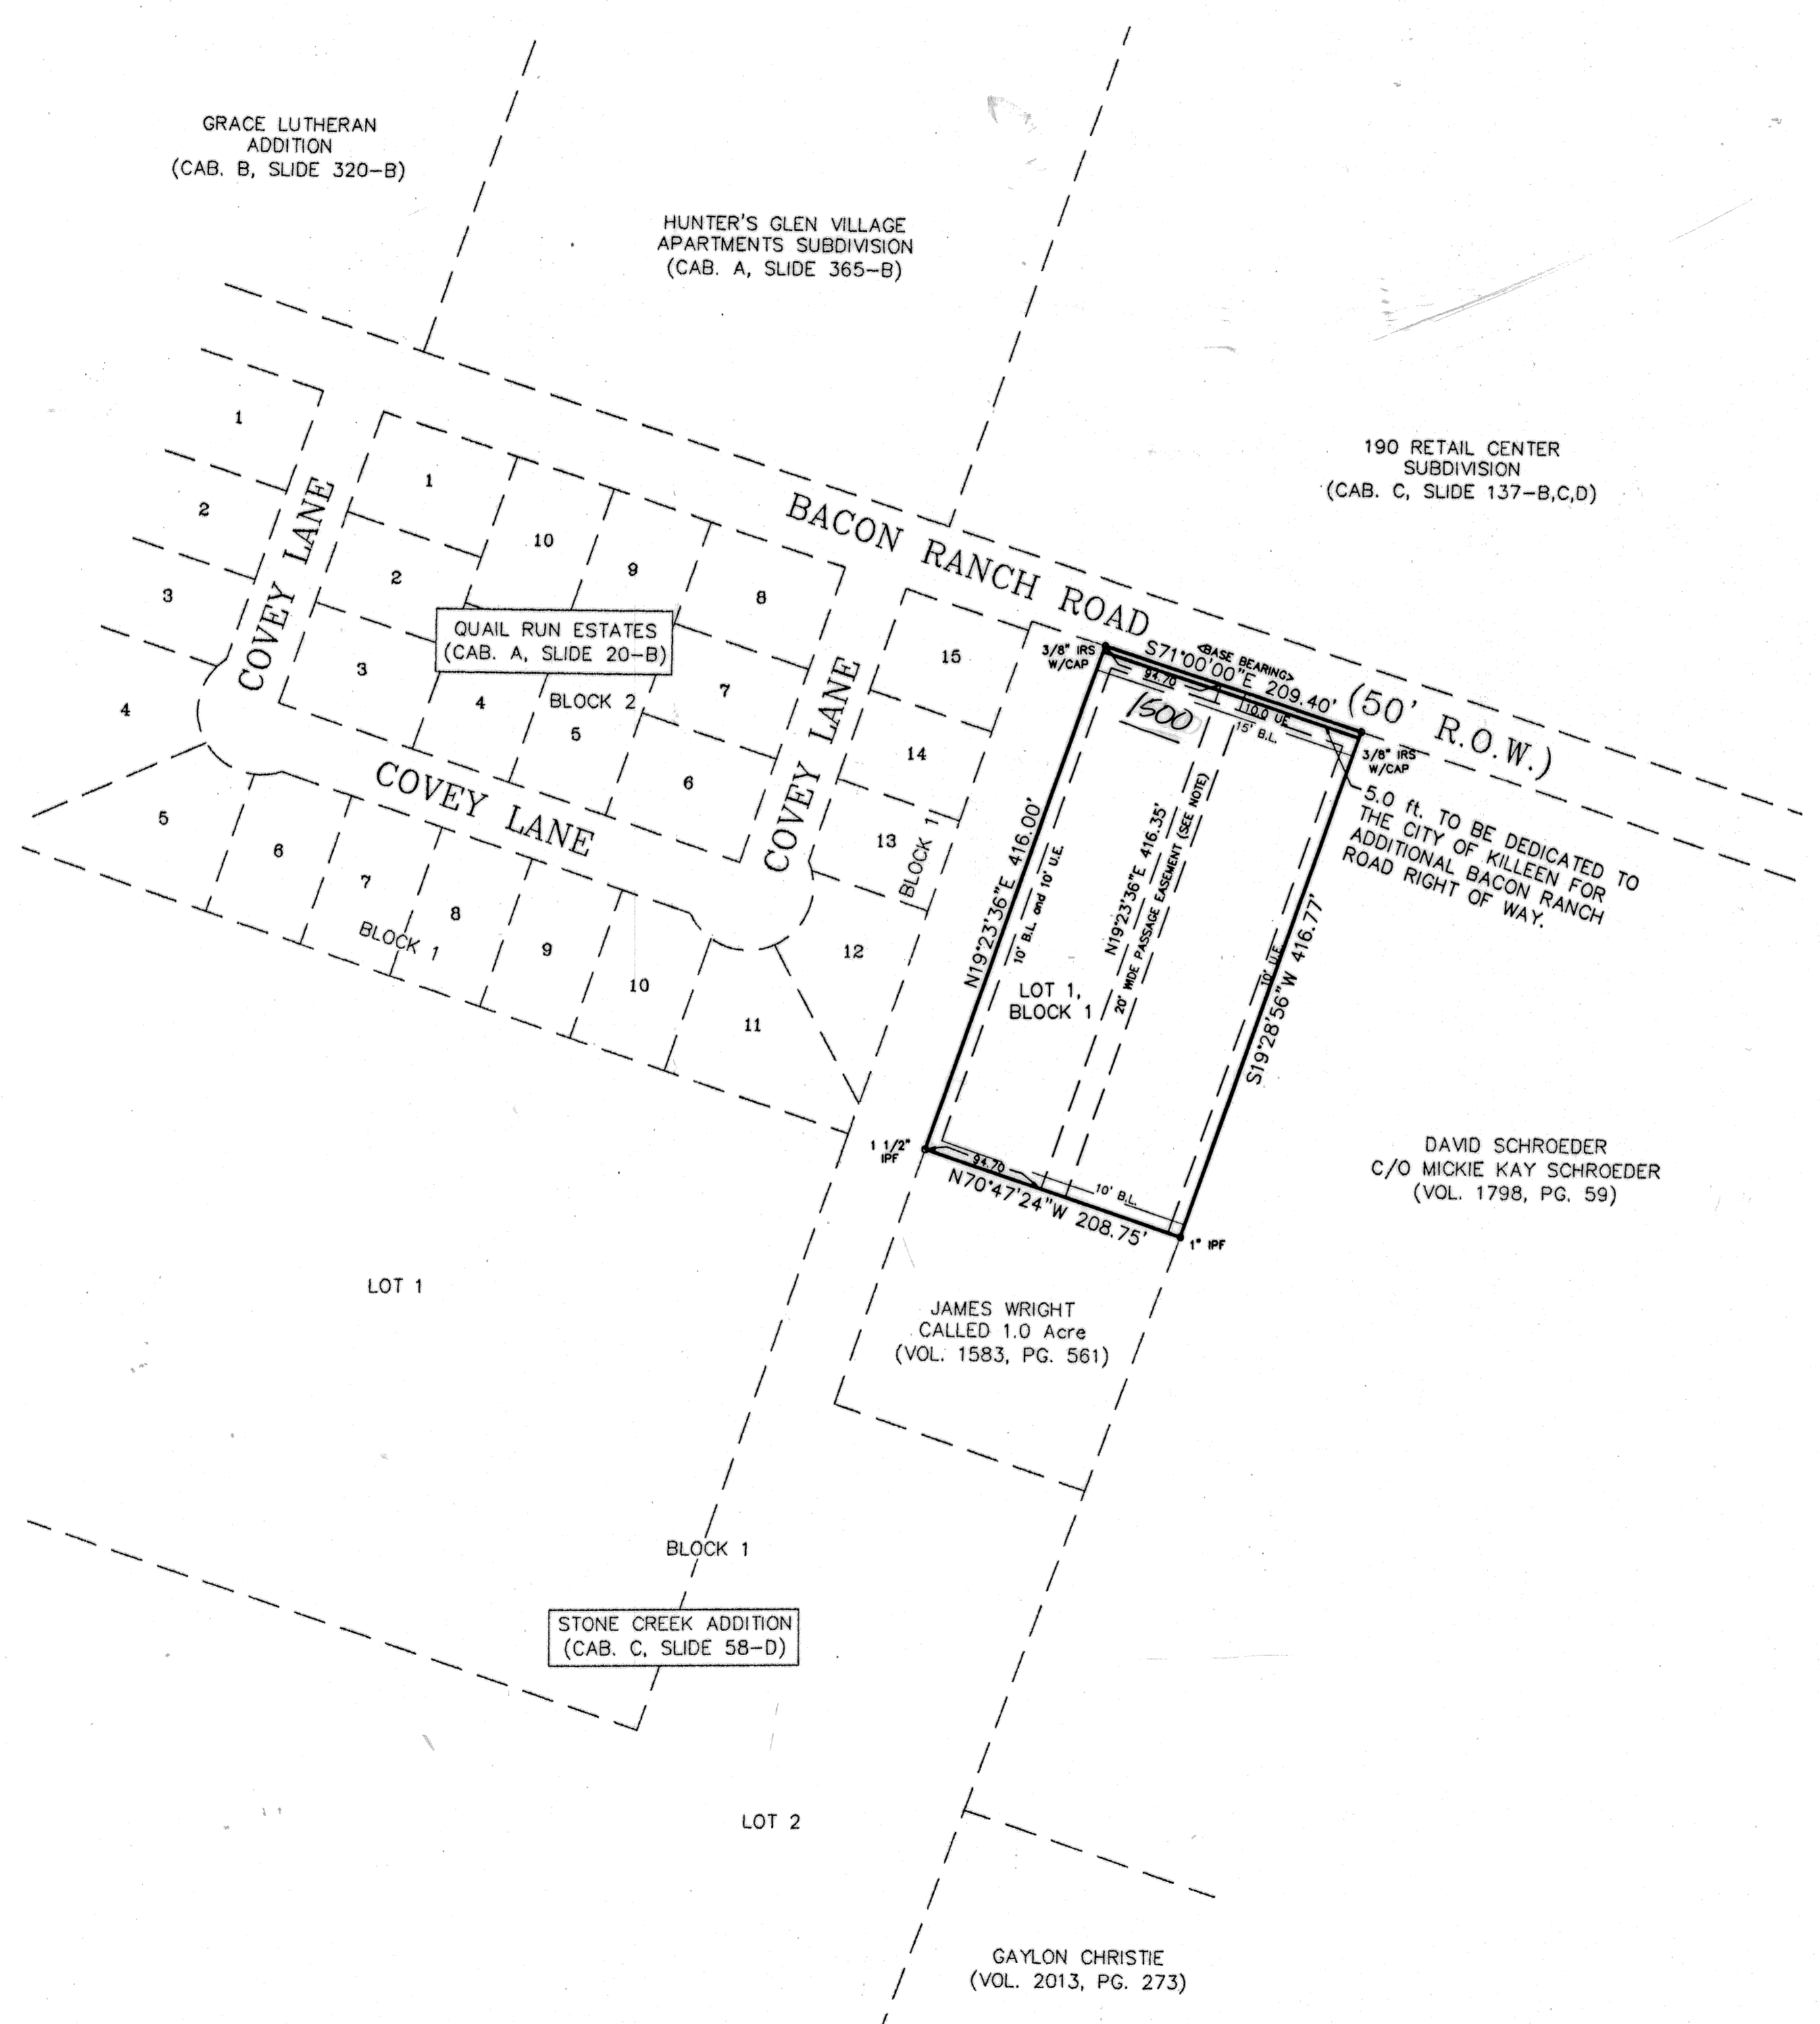 GRACE LUTHERAN
ADDITION
(CAB. B, SLIDE 320-B)
HUNTER'S GLEN VILLAGE
APARTMENTS SUBDIVISION
(CAB. A, SLIDE 365-B)
190 RETAIL CENTER
SUBDIVISION
(CAB. C, SLIDE 137-B,C,D)
BACON RANCH ROAD
(50' R.O.W.)
1
2
3
4
5
COVEY LANE
1
10
9
8
2
QUAIL RUN ESTATES
(CAB. A, SLIDE 20-B)
3
4
BLOCK 2
5
7
6
COVEY LANE
COVEY LANE
15
14
13
BLOCK 1
12
6
7
8
BLOCK 1
9
10
11
3/8" IRS
W/CAP
<BASE BEARING>
S71°00'00"E 209.40'
94.70
10.0 UE
15' B.L.
1500
3/8" IRS
W/CAP
5.0 ft. TO BE DEDICATED TO
THE CITY OF KILLEEN FOR
ADDITIONAL BACON RANCH
ROAD RIGHT OF WAY.
N19°23'36"E 416.00'
10' B.L. and 10' U.E.
N19°23'36"E 416.35'
20' WIDE PASSAGE EASEMENT (SEE NOTE)
10' U.E.
S19°28'56"W 416.77'
LOT 1,
BLOCK 1
1 1/2"
IPF
94.70
10' B.L.
N70°47'24"W 208.75'
1" IPF
DAVID SCHROEDER
C/O MICKIE KAY SCHROEDER
(VOL. 1798, PG. 59)
LOT 1
JAMES WRIGHT
CALLED 1.0 Acre
(VOL. 1583, PG. 561)
BLOCK 1
STONE CREEK ADDITION
(CAB. C, SLIDE 58-D)
LOT 2
GAYLON CHRISTIE
(VOL. 2013, PG. 273)